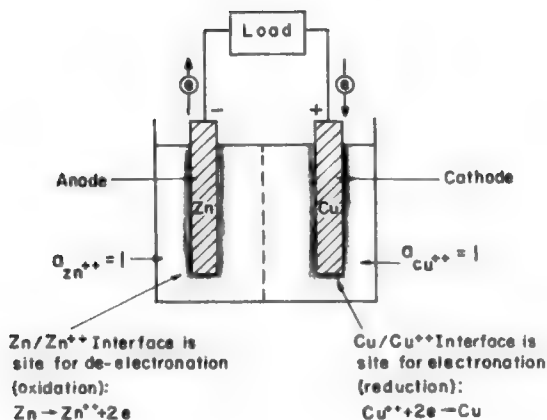 Load
e
e
− +
Anode
Cathode
Zn
Cu
a Zn++ = 1
a Cu++ = 1
Zn/Zn++ Interface is
site for de-electronation
(oxidation):
Zn → Zn++ + 2e
Cu/Cu++ Interface is
site for electronation
(reduction):
Cu++ + 2e → Cu